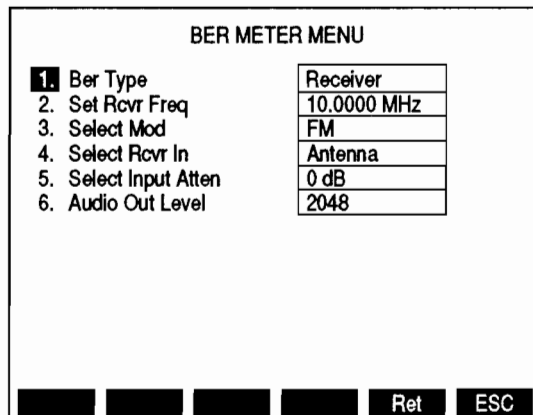 BER METER MENU
1. Ber Type Receiver
2. Set Rcvr Freq 10.0000 MHz
3. Select Mod FM
4. Select Rcvr In Antenna
5. Select Input Atten 0 dB
6. Audio Out Level 2048
Ret ESC